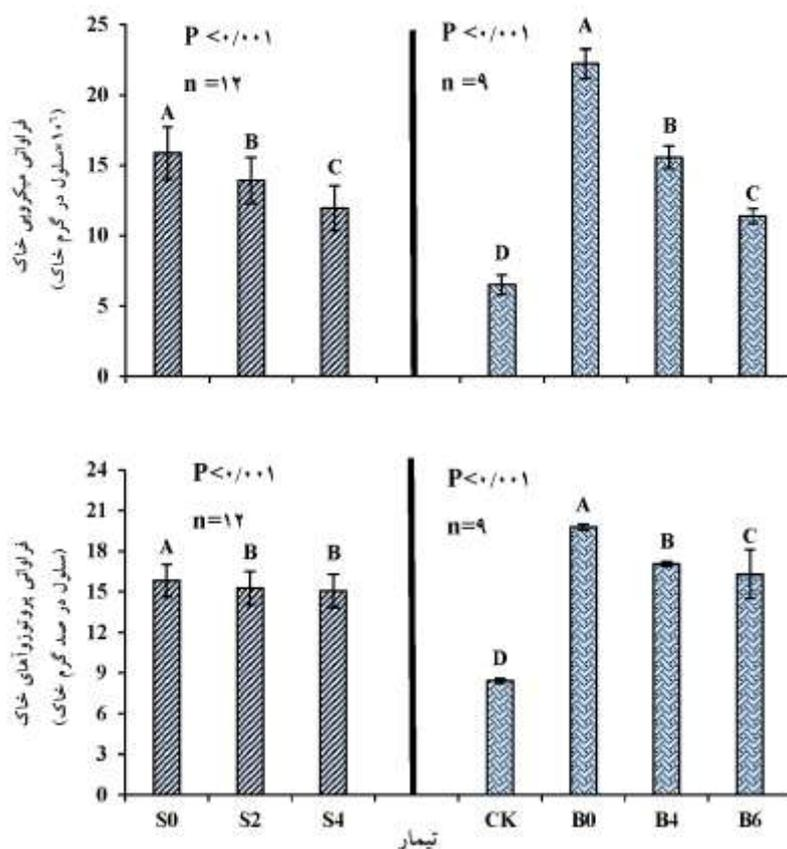 فراوانی میکروبی خاک
(۱۰^۶×سلول در گرم خاک)
25
20
15
10
5
0
P <۰/۰۰۱
n =۱۲
A
B
C
P <۰/۰۰۱
n =۹
D
A
B
C
فراوانی پروتوزوآهای خاک
(سلول در صد گرم خاک)
24
21
18
15
12
9
6
3
0
P<۰/۰۰۱
n=۱۲
A
B
B
P<۰/۰۰۱
n=۹
D
A
B
C
S0 S2 S4 CK B0 B4 B6
تیمار